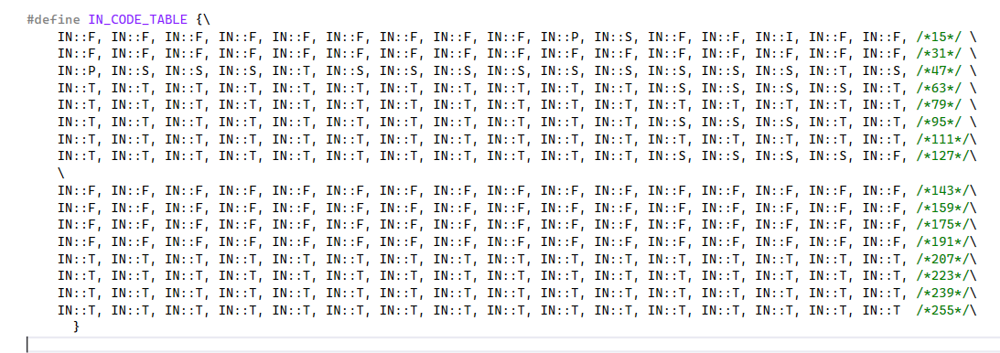 #define IN_CODE_TABLE {\
IN::F, IN::F, IN::F, IN::F, IN::F, IN::F, IN::F, IN::F, IN::F, IN::P, IN::S, IN::F, IN::F, IN::I, IN::F, IN::F, /*15*/ \
IN::F, IN::F, IN::F, IN::F, IN::F, IN::F, IN::F, IN::F, IN::F, IN::F, IN::F, IN::F, IN::F, IN::F, IN::F, IN::F, /*31*/ \
IN::P, IN::S, IN::S, IN::S, IN::T, IN::S, IN::S, IN::S, IN::S, IN::S, IN::S, IN::S, IN::S, IN::S, IN::T, IN::S, /*47*/ \
IN::T, IN::T, IN::T, IN::T, IN::T, IN::T, IN::T, IN::T, IN::T, IN::T, IN::T, IN::S, IN::S, IN::S, IN::S, IN::T, /*63*/ \
IN::T, IN::T, IN::T, IN::T, IN::T, IN::T, IN::T, IN::T, IN::T, IN::T, IN::T, IN::T, IN::T, IN::T, IN::T, IN::T, /*79*/ \
IN::T, IN::T, IN::T, IN::T, IN::T, IN::T, IN::T, IN::T, IN::T, IN::T, IN::T, IN::S, IN::S, IN::S, IN::T, IN::T, /*95*/ \
IN::T, IN::T, IN::T, IN::T, IN::T, IN::T, IN::T, IN::T, IN::T, IN::T, IN::T, IN::T, IN::T, IN::T, IN::T, IN::T, /*111*/\
IN::T, IN::T, IN::T, IN::T, IN::T, IN::T, IN::T, IN::T, IN::T, IN::T, IN::T, IN::S, IN::S, IN::S, IN::S, IN::F, /*127*/\
\
IN::F, IN::F, IN::F, IN::F, IN::F, IN::F, IN::F, IN::F, IN::F, IN::F, IN::F, IN::F, IN::F, IN::F, IN::F, IN::F, /*143*/\
IN::F, IN::F, IN::F, IN::F, IN::F, IN::F, IN::F, IN::F, IN::F, IN::F, IN::F, IN::F, IN::F, IN::F, IN::F, IN::F, /*159*/\
IN::F, IN::F, IN::F, IN::F, IN::F, IN::F, IN::F, IN::F, IN::F, IN::F, IN::F, IN::F, IN::F, IN::F, IN::F, IN::F, /*175*/\
IN::F, IN::F, IN::F, IN::F, IN::F, IN::F, IN::F, IN::F, IN::F, IN::F, IN::F, IN::F, IN::F, IN::F, IN::F, IN::F, /*191*/\
IN::T, IN::T, IN::T, IN::T, IN::T, IN::T, IN::T, IN::T, IN::T, IN::T, IN::T, IN::T, IN::T, IN::T, IN::T, IN::T, /*207*/\
IN::T, IN::T, IN::T, IN::T, IN::T, IN::T, IN::T, IN::T, IN::T, IN::T, IN::T, IN::T, IN::T, IN::T, IN::T, IN::T, /*223*/\
IN::T, IN::T, IN::T, IN::T, IN::T, IN::T, IN::T, IN::T, IN::T, IN::T, IN::T, IN::T, IN::T, IN::T, IN::T, IN::T, /*239*/\
IN::T, IN::T, IN::T, IN::T, IN::T, IN::T, IN::T, IN::T, IN::T, IN::T, IN::T, IN::T, IN::T, IN::T, IN::T, IN::T /*255*/\
}